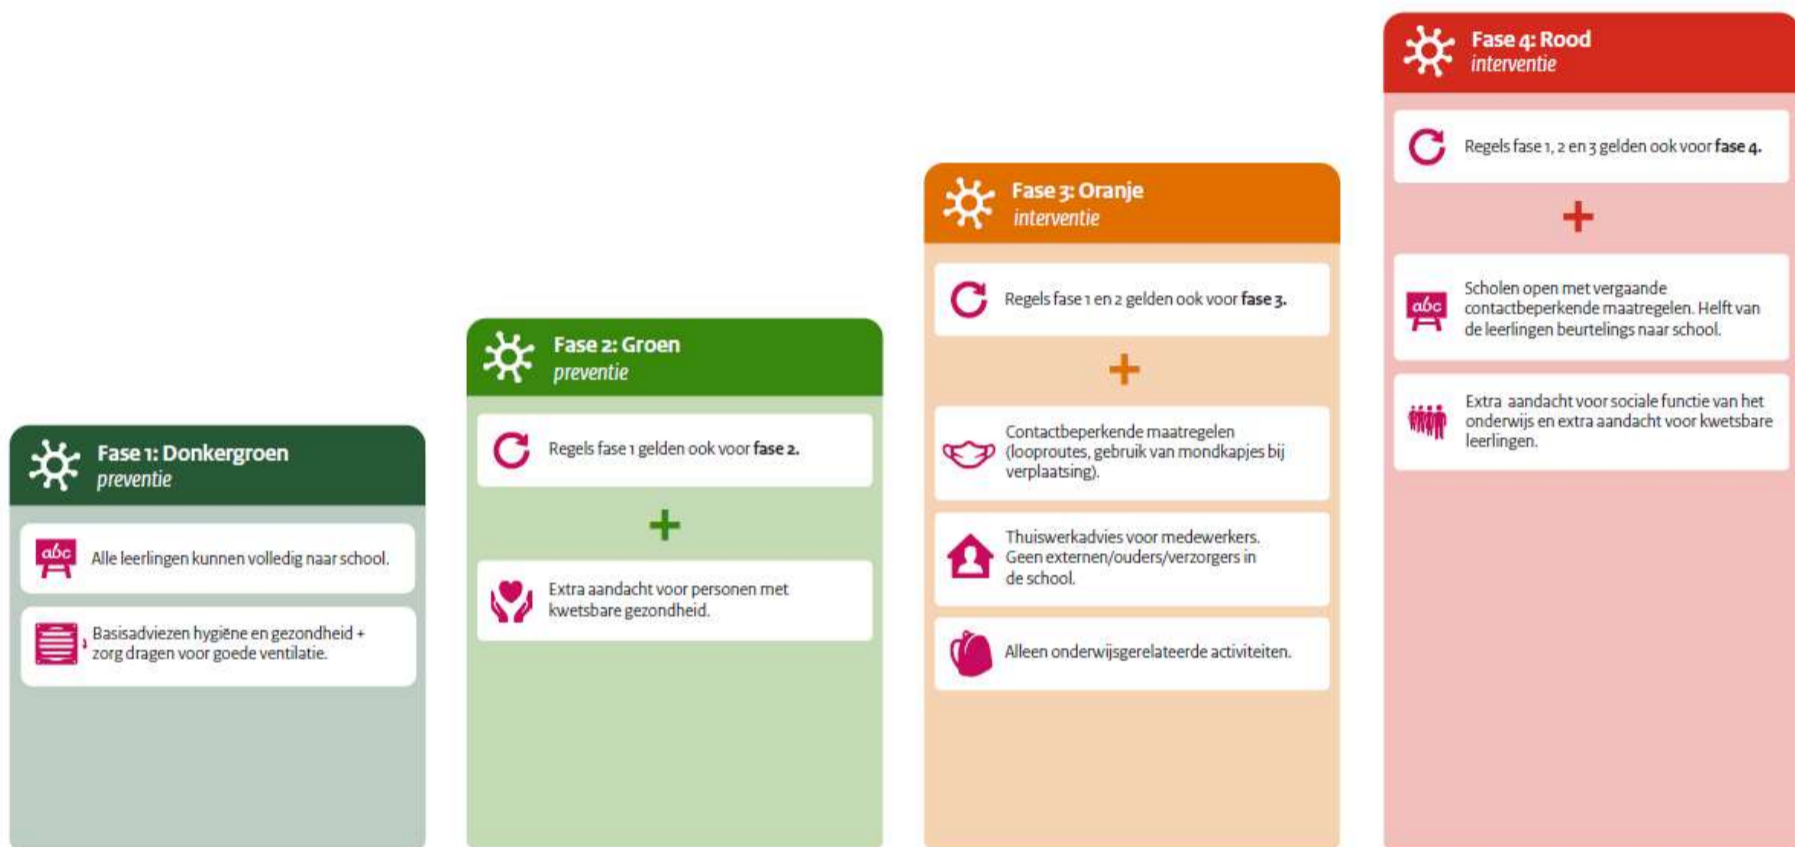 Fase 1: Donkergroen
preventie
abc
Alle leerlingen kunnen volledig naar school.
Basisadviezen hygiëne en gezondheid +
zorg dragen voor goede ventilatie.
Fase 2: Groen
preventie
Regels fase 1 gelden ook voor fase 2.
+
Extra aandacht voor personen met
kwetsbare gezondheid.
Fase 3: Oranje
interventie
Regels fase 1 en 2 gelden ook voor fase 3.
+
Contactbeperkende maatregelen
(looproutes, gebruik van mondkapjes bij
verplaatsing).
Thuiswerkadvies voor medewerkers.
Geen externen/ouders/verzorgers in
de school.
Alleen onderwijsgerelateerde activiteiten.
Fase 4: Rood
interventie
Regels fase 1, 2 en 3 gelden ook voor fase 4.
+
abc
Scholen open met vergaande
contactbeperkende maatregelen. Helft van
de leerlingen beurtelings naar school.
Extra aandacht voor sociale functie van het
onderwijs en extra aandacht voor kwetsbare
leerlingen.